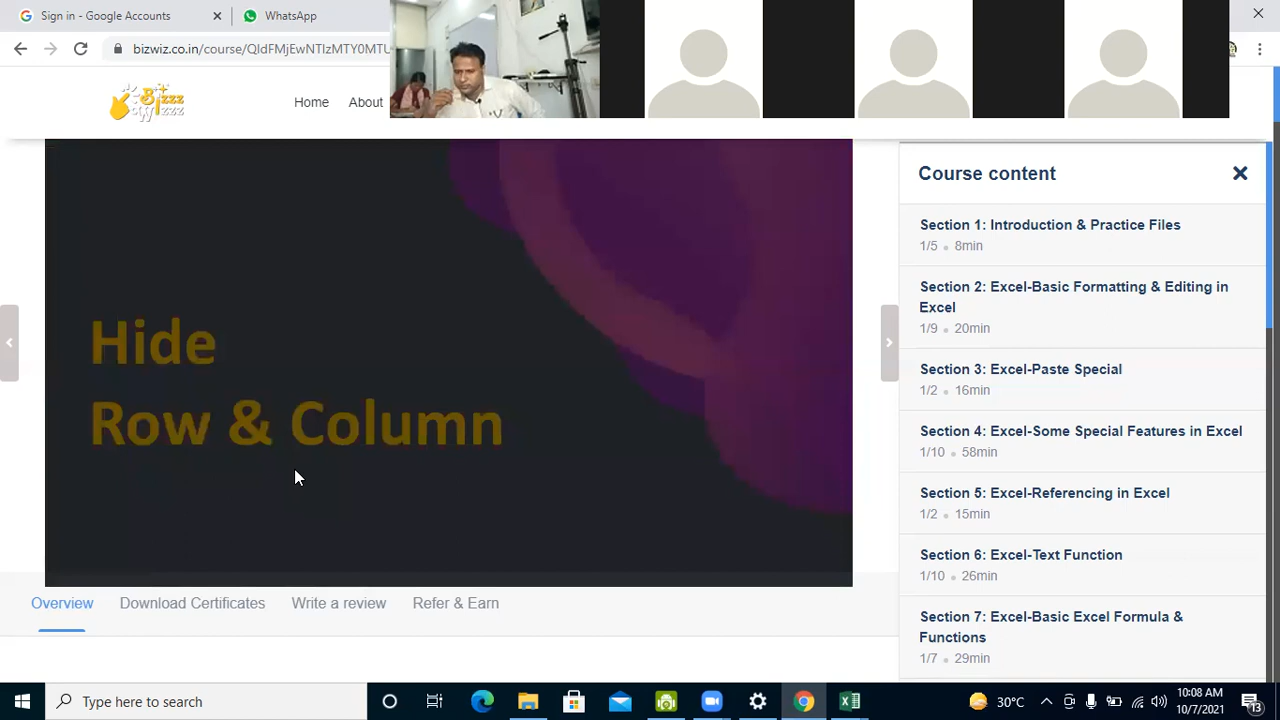 Sign in - Google Accounts
WhatsApp
bizwiz.co.in/course/
Home About
Course content
Section 1: Introduction & Practice Files
1/5 • 8min
Section 2: Excel-Basic Formatting & Editing in
Excel
1/9 • 20min
Section 3: Excel-Paste Special
1/2 • 16min
Section 4: Excel-Some Special Features in Excel
1/10 • 58min
Section 5: Excel-Referencing in Excel
1/2 • 15min
Section 6: Excel-Text Function
1/10 • 26min
Section 7: Excel-Basic Excel Formula &
Functions
1/7 • 29min
Hide
Row & Column
Overview Download Certificates Write a review Refer & Earn
Type here to search
30°C
10:08 AM
10/7/2021
13